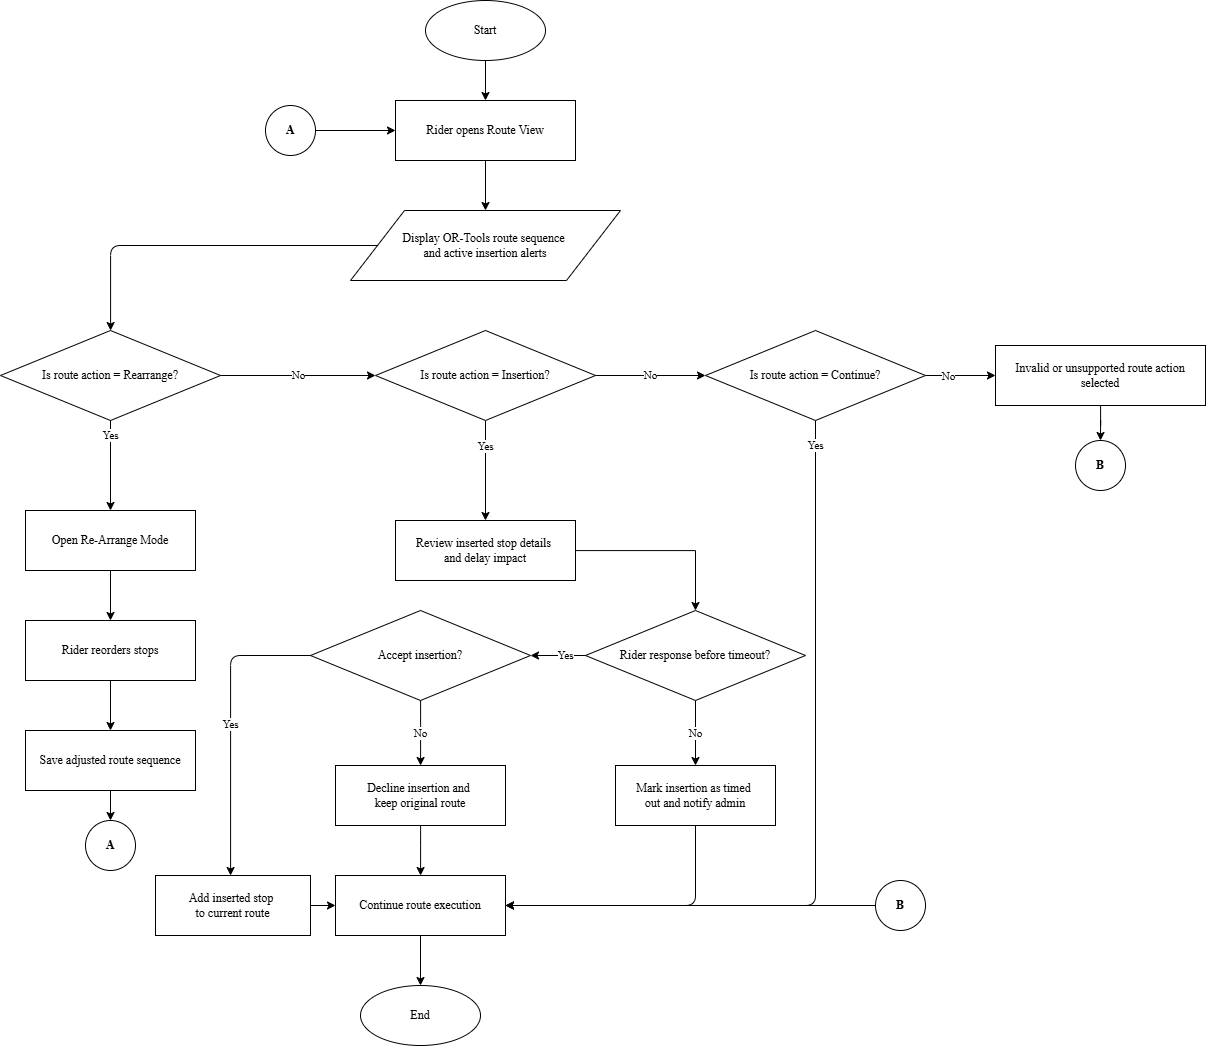 Start
A
Rider opens Route View
Display OR-Tools route sequence
and active insertion alerts
Is route action = Rearrange?
No
Is route action = Insertion?
No
Is route action = Continue?
No
Invalid or unsupported route action
selected
Yes
Yes
Yes
B
Open Re-Arrange Mode
Review inserted stop details
and delay impact
Rider reorders stops
Accept insertion?
Yes
Rider response before timeout?
Yes
No
No
Save adjusted route sequence
Decline insertion and
keep original route
Mark insertion as timed
out and notify admin
A
Add inserted stop
to current route
Continue route execution
B
End